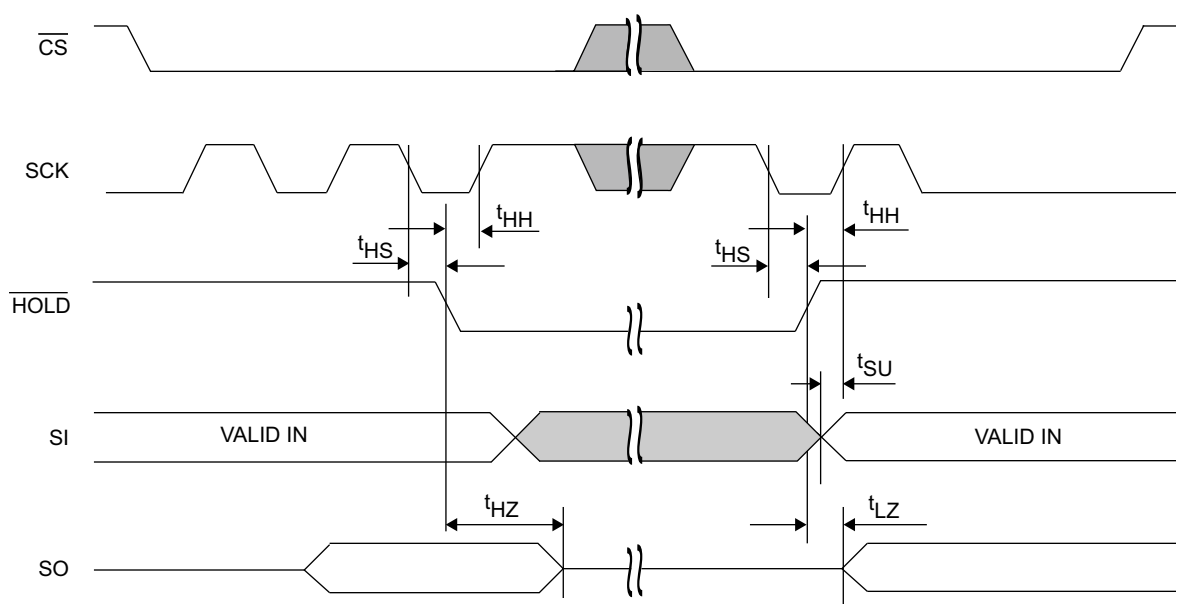 CS
SCK
tHH
tHH
tHS
tHS
HOLD
tSU
SI
VALID IN
VALID IN
tHZ
tLZ
SO